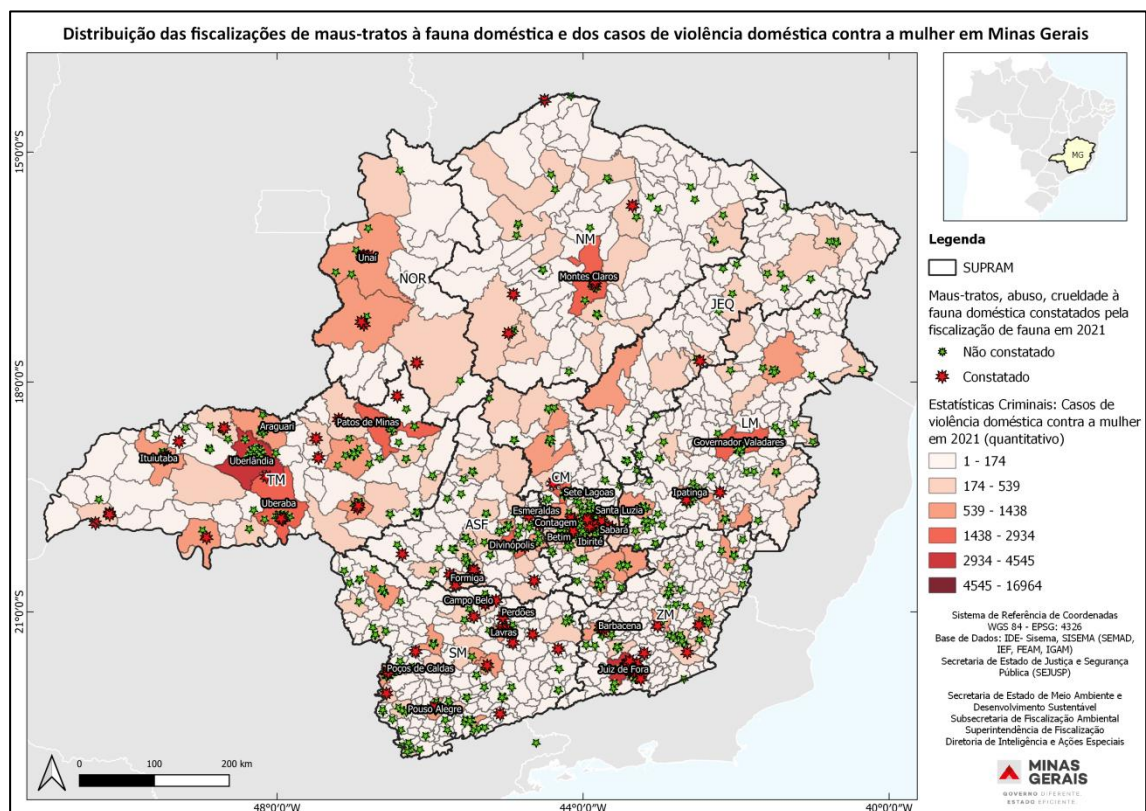 Distribuição das fiscalizações de maus-tratos à fauna doméstica e dos casos de violência doméstica contra a mulher em Minas Gerais
15°0'0"S
18°0'0"S
21°0'0"S
NM
NOR
Unaí
Montes Claros
JEQ
Patos de Minas
Araguari
Ituiutaba
Uberlândia
TM
Uberaba
LM
Governador Valadares
CM
Sete Lagoas
Ipatinga
Esmeraldas
Santa Luzia
Contagem
Sabará
ASF
Betim
Ibirité
Divinópolis
Formiga
Campo Belo
Perdões
ZM
Lavras
Barbacena
SM
Poços de Caldas
Juiz de Fora
Pouso Alegre
0 100 200 km
48°0'0"W
44°0'0"W
40°0'0"W
MG
Legenda
SUPRAM
Maus-tratos, abuso, crueldade à
fauna doméstica constatados pela
fiscalização de fauna em 2021
Não constatado
Constatado
Estatísticas Criminais: Casos de
violência doméstica contra a mulher
em 2021 (quantitativo)
1 - 174
174 - 539
539 - 1438
1438 - 2934
2934 - 4545
4545 - 16964
Sistema de Referência de Coordenadas
WGS 84 - EPSG: 4326
Base de Dados: IDE- Sisema, SISEMA (SEMAD,
IEF, FEAM, IGAM)
Secretaria de Estado de Justiça e Segurança
Pública (SEJUSP)
Secretaria de Estado de Meio Ambiente e
Desenvolvimento Sustentável
Subsecretaria de Fiscalização Ambiental
Superintendência de Fiscalização
Diretoria de Inteligência e Ações Especiais
MINAS
GERAIS
GOVERNO DIFERENTE.
ESTADO EFICIENTE.